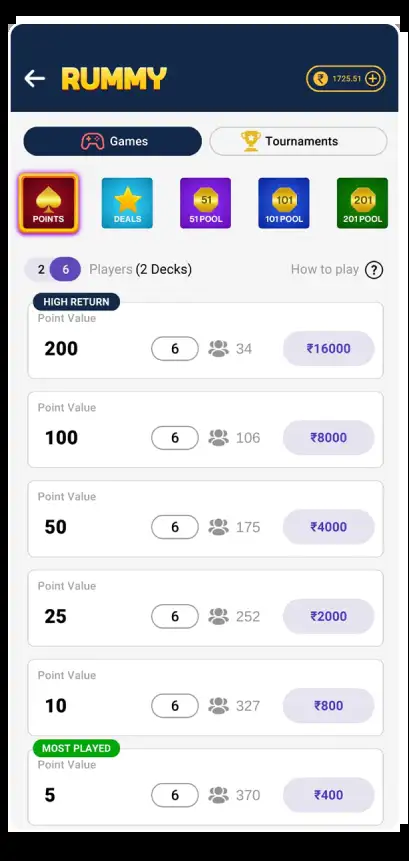 RUMMY
₹ 1725.51 +
Games
Tournaments
POINTS
DEALS
51
51 POOL
101
101 POOL
201
201 POOL
2 6 Players (2 Decks)
How to play ?
HIGH RETURN
Point Value
200 6 34 ₹16000
Point Value
100 6 106 ₹8000
Point Value
50 6 175 ₹4000
Point Value
25 6 252 ₹2000
Point Value
10 6 327 ₹800
MOST PLAYED
Point Value
5 6 370 ₹400